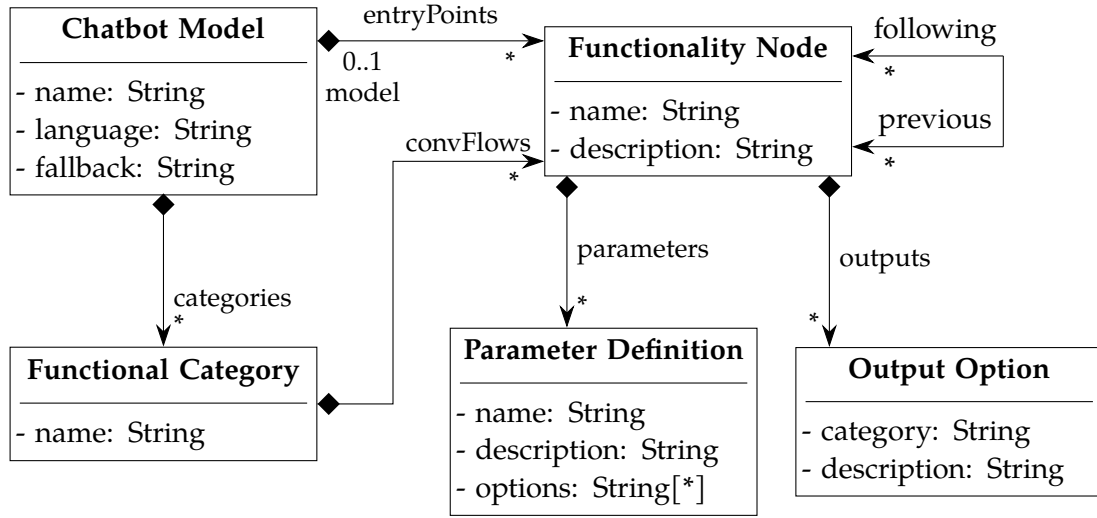 Chatbot Model
- name: String
- language: String
- fallback: String
entryPoints
*
0..1
model
Functionality Node
- name: String
- description: String
following
*
previous
*
convFlows
*
categories
*
parameters
*
outputs
*
Functional Category
- name: String
Parameter Definition
- name: String
- description: String
- options: String[*]
Output Option
- category: String
- description: String